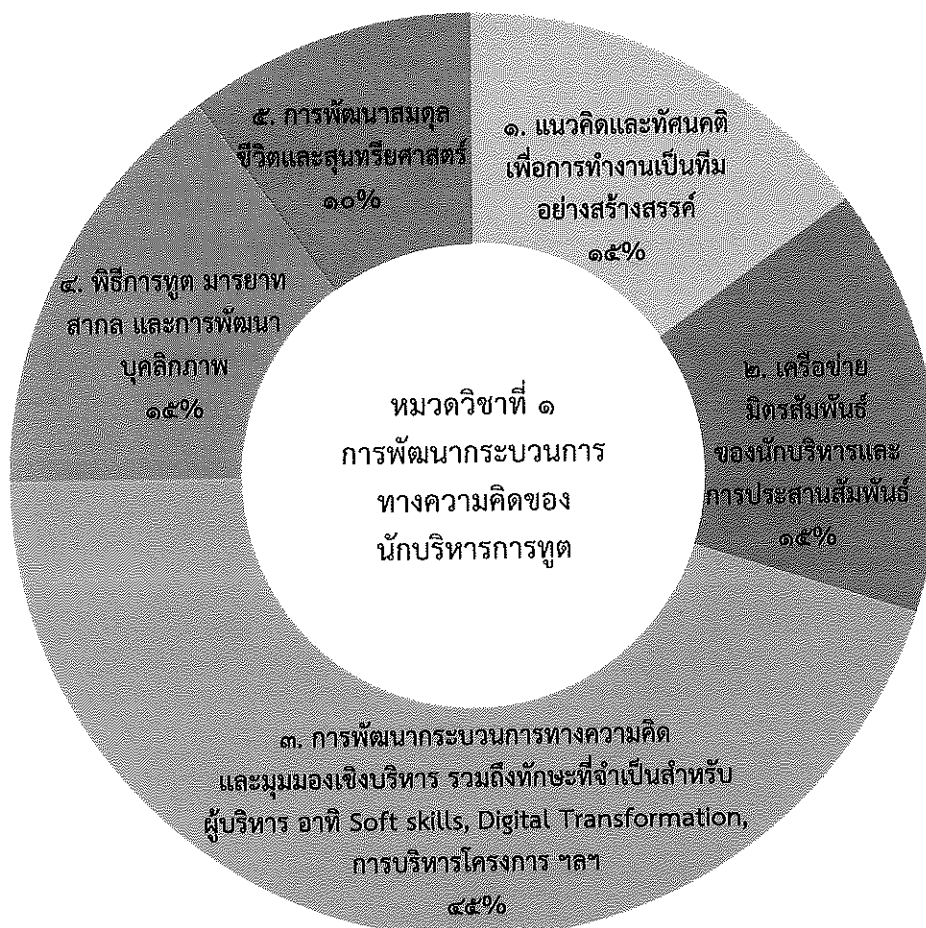 หมวดวิชาที่ ๑
การพัฒนากระบวนการ
ทางความคิดของ
นักบริหารการทูต
๑. แนวคิดและทัศนคติ
เพื่อการทำงานเป็นทีม
อย่างสร้างสรรค์
๑๕%
๒. เครือข่าย
มิตรสัมพันธ์
ของนักบริหารและ
การประสานสัมพันธ์
๑๕%
๓. การพัฒนากระบวนการทางความคิด
และมุมมองเชิงบริหาร รวมถึงทักษะที่จำเป็นสำหรับ
ผู้บริหาร อาทิ Soft skills, Digital Transformation,
การบริหารโครงการ ฯลฯ
๔๕%
๔. พิธีการทูต มารยาท
สากล และการพัฒนา
บุคลิกภาพ
๑๕%
๕. การพัฒนาสมดุล
ชีวิตและสุนทรียศาสตร์
๑๐%